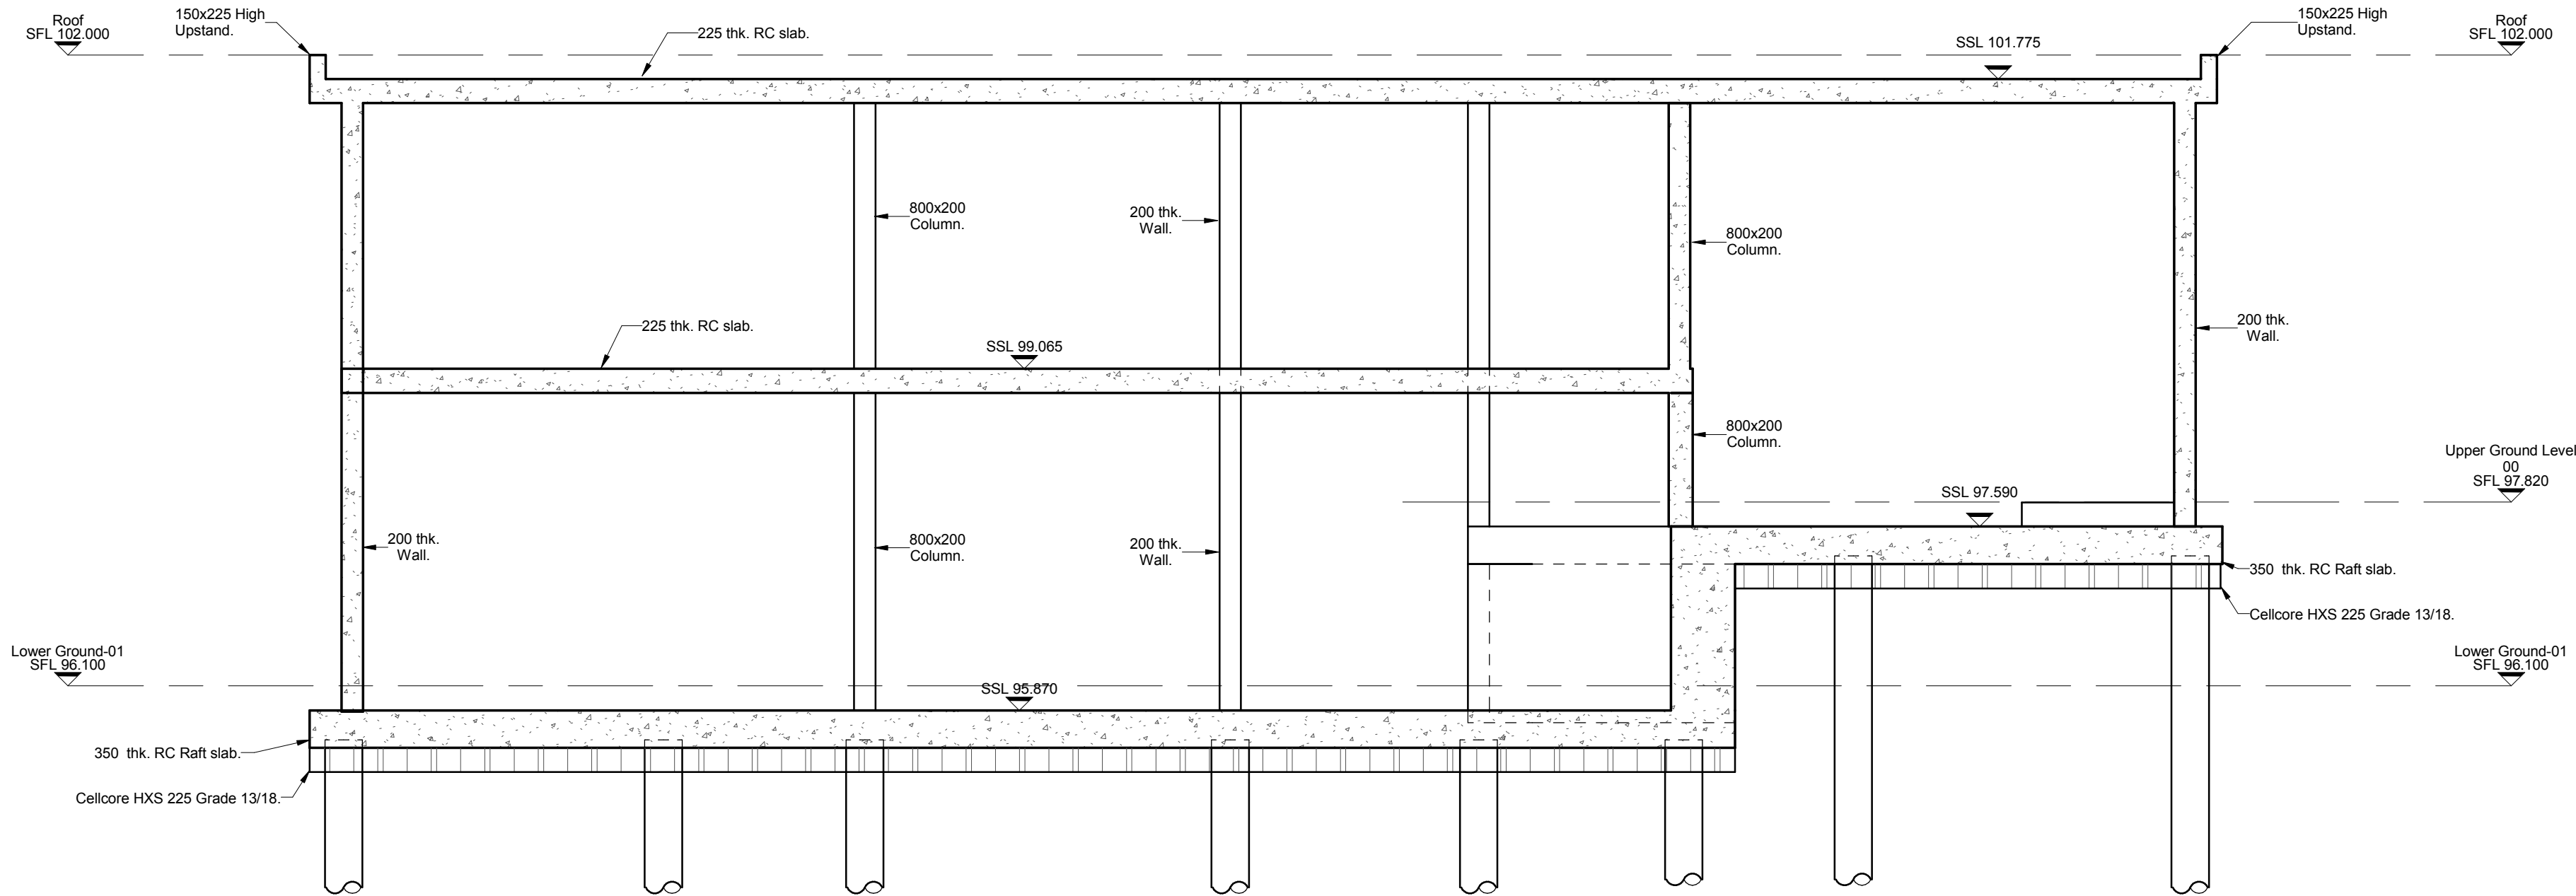 Roof
SFL 102.000
150x225 High
Upstand.
225 thk. RC slab.
SSL 101.775
150x225 High
Upstand.
Roof
SFL 102.000
800x200
Column.
200 thk.
Wall.
800x200
Column.
225 thk. RC slab.
SSL 99.065
200 thk.
Wall.
800x200
Column.
Upper Ground Level
00
SFL 97.820
SSL 97.590
200 thk.
Wall.
800x200
Column.
200 thk.
Wall.
350  thk. RC Raft slab.
Cellcore HXS 225 Grade 13/18.
Lower Ground-01
SFL 96.100
SSL 95.870
Lower Ground-01
SFL 96.100
350  thk. RC Raft slab.
Cellcore HXS 225 Grade 13/18.